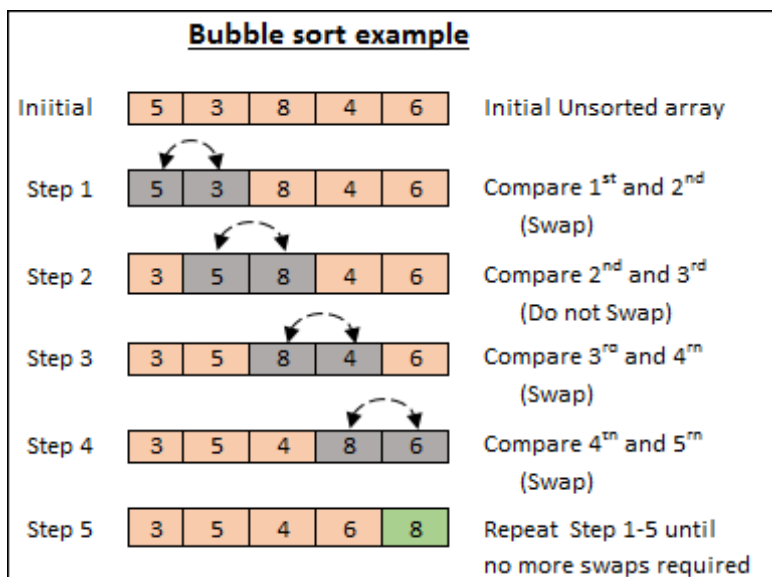 Bubble sort example
Iniitial 5 3 8 4 6 Initial Unsorted array
Step 1 5 3 8 4 6 Compare 1st and 2nd
(Swap)
Step 2 3 5 8 4 6 Compare 2nd and 3rd
(Do not Swap)
Step 3 3 5 8 4 6 Compare 3rd and 4th
(Swap)
Step 4 3 5 4 8 6 Compare 4th and 5th
(Swap)
Step 5 3 5 4 6 8 Repeat Step 1-5 until
no more swaps required